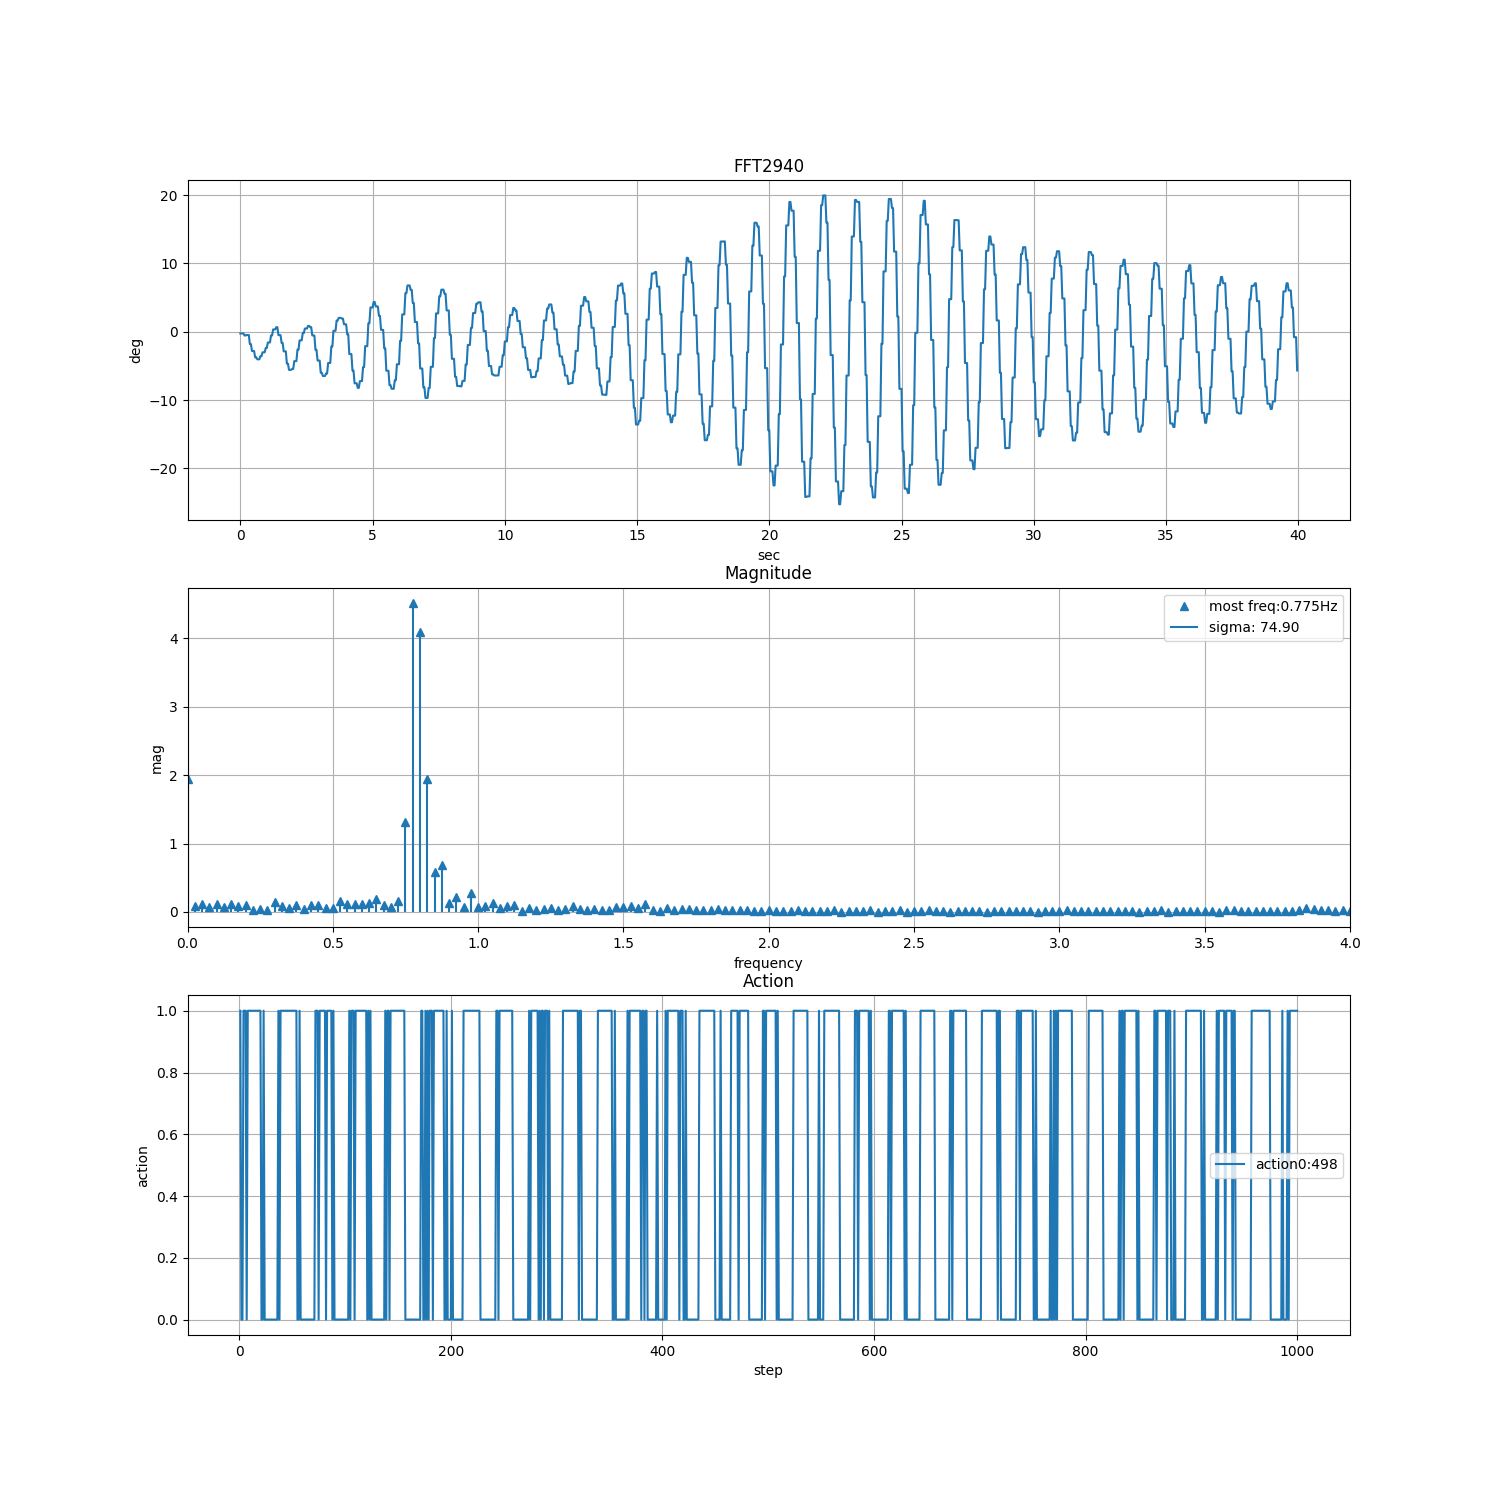 FFT2940
20
10
0
−10
−20
deg
0 5 10 15 20 25 30 35 40
sec
Magnitude
most freq:0.775Hz
sigma: 74.90
4
3
2
1
0
mag
0.0 0.5 1.0 1.5 2.0 2.5 3.0 3.5 4.0
frequency
Action
1.0
0.8
0.6
0.4
0.2
0.0
action
action0:498
0 200 400 600 800 1000
step